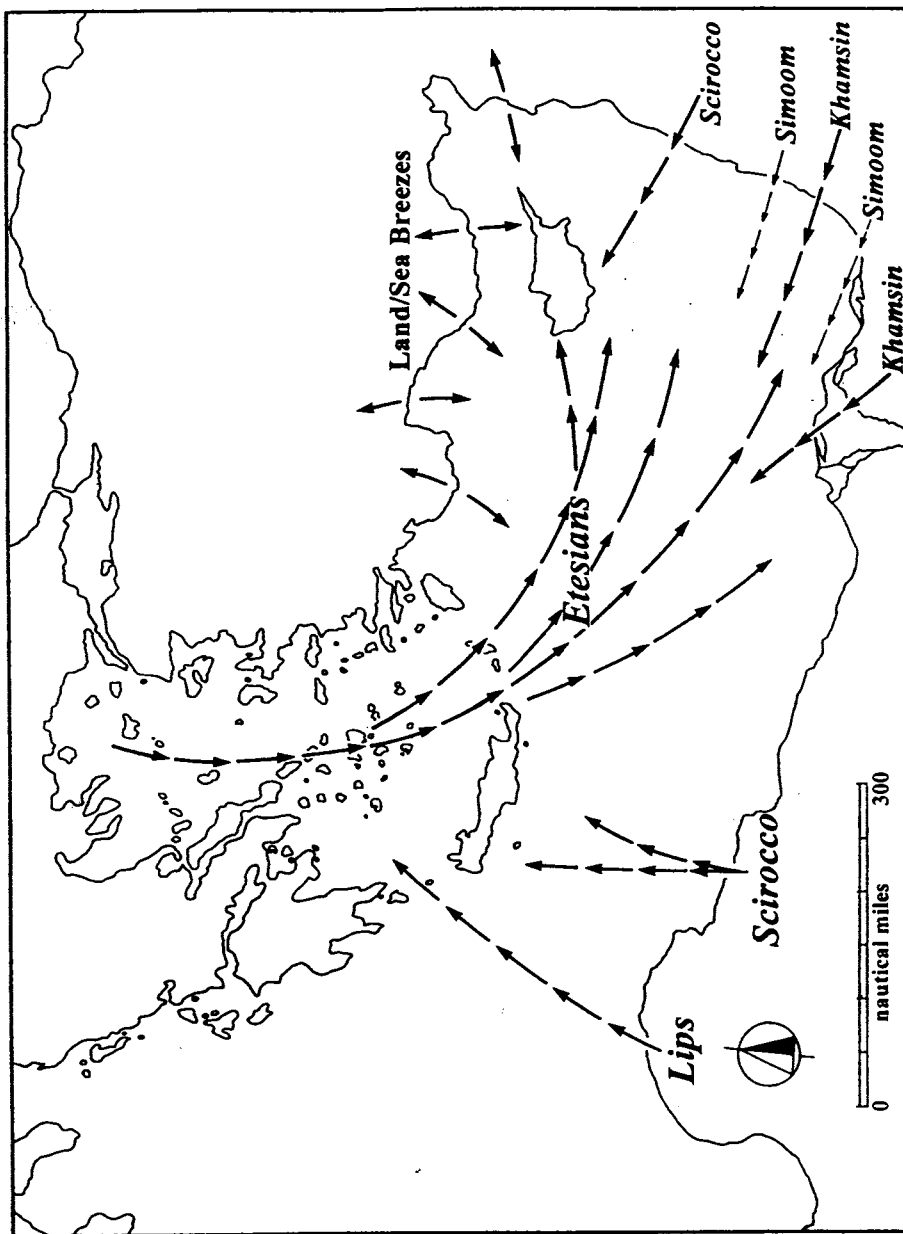 Land/Sea Breezes
Scirocco
Simoom
Khamsin
Simoom
Khamsin
Etesians
Scirocco
Lips
0
300
nautical miles